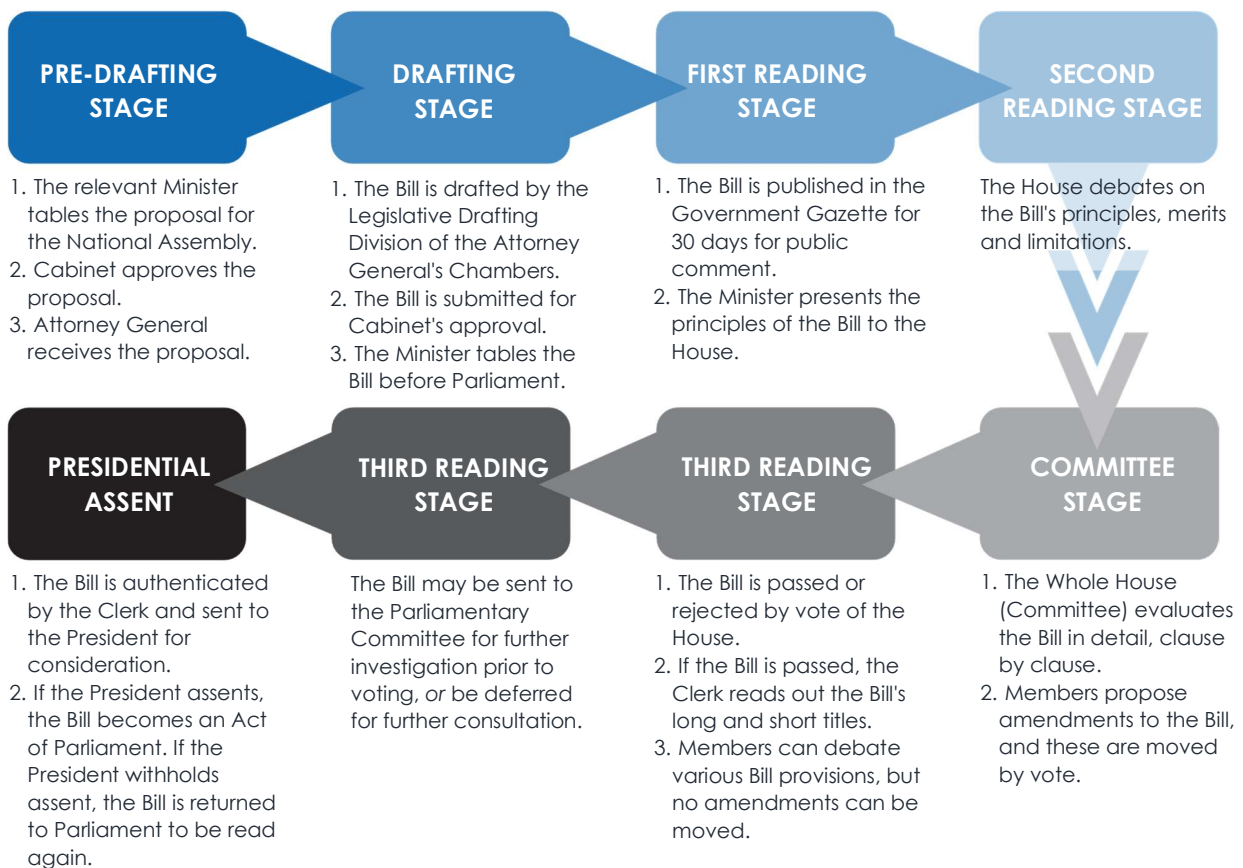 PRE-DRAFTING
STAGE
1. The relevant Minister
tables the proposal for
the National Assembly.
2. Cabinet approves the
proposal.
3. Attorney General
receives the proposal.
DRAFTING
STAGE
1. The Bill is drafted by the
Legislative Drafting
Division of the Attorney
General's Chambers.
2. The Bill is submitted for
Cabinet's approval.
3. The Minister tables the
Bill before Parliament.
FIRST READING
STAGE
1. The Bill is published in the
Government Gazette for
30 days for public
comment.
2. The Minister presents the
principles of the Bill to the
House.
SECOND
READING STAGE
The House debates on
the Bill's principles, merits
and limitations.
COMMITTEE
STAGE
1. The Whole House
(Committee) evaluates
the Bill in detail, clause
by clause.
2. Members propose
amendments to the Bill,
and these are moved
by vote.
THIRD READING
STAGE
1. The Bill is passed or
rejected by vote of the
House.
2. If the Bill is passed, the
Clerk reads out the Bill's
long and short titles.
3. Members can debate
various Bill provisions, but
no amendments can be
moved.
THIRD READING
STAGE
The Bill may be sent to
the Parliamentary
Committee for further
investigation prior to
voting, or be deferred
for further consultation.
PRESIDENTIAL
ASSENT
1. The Bill is authenticated
by the Clerk and sent to
the President for
consideration.
2. If the President assents,
the Bill becomes an Act
of Parliament. If the
President withholds
assent, the Bill is returned
to Parliament to be read
again.